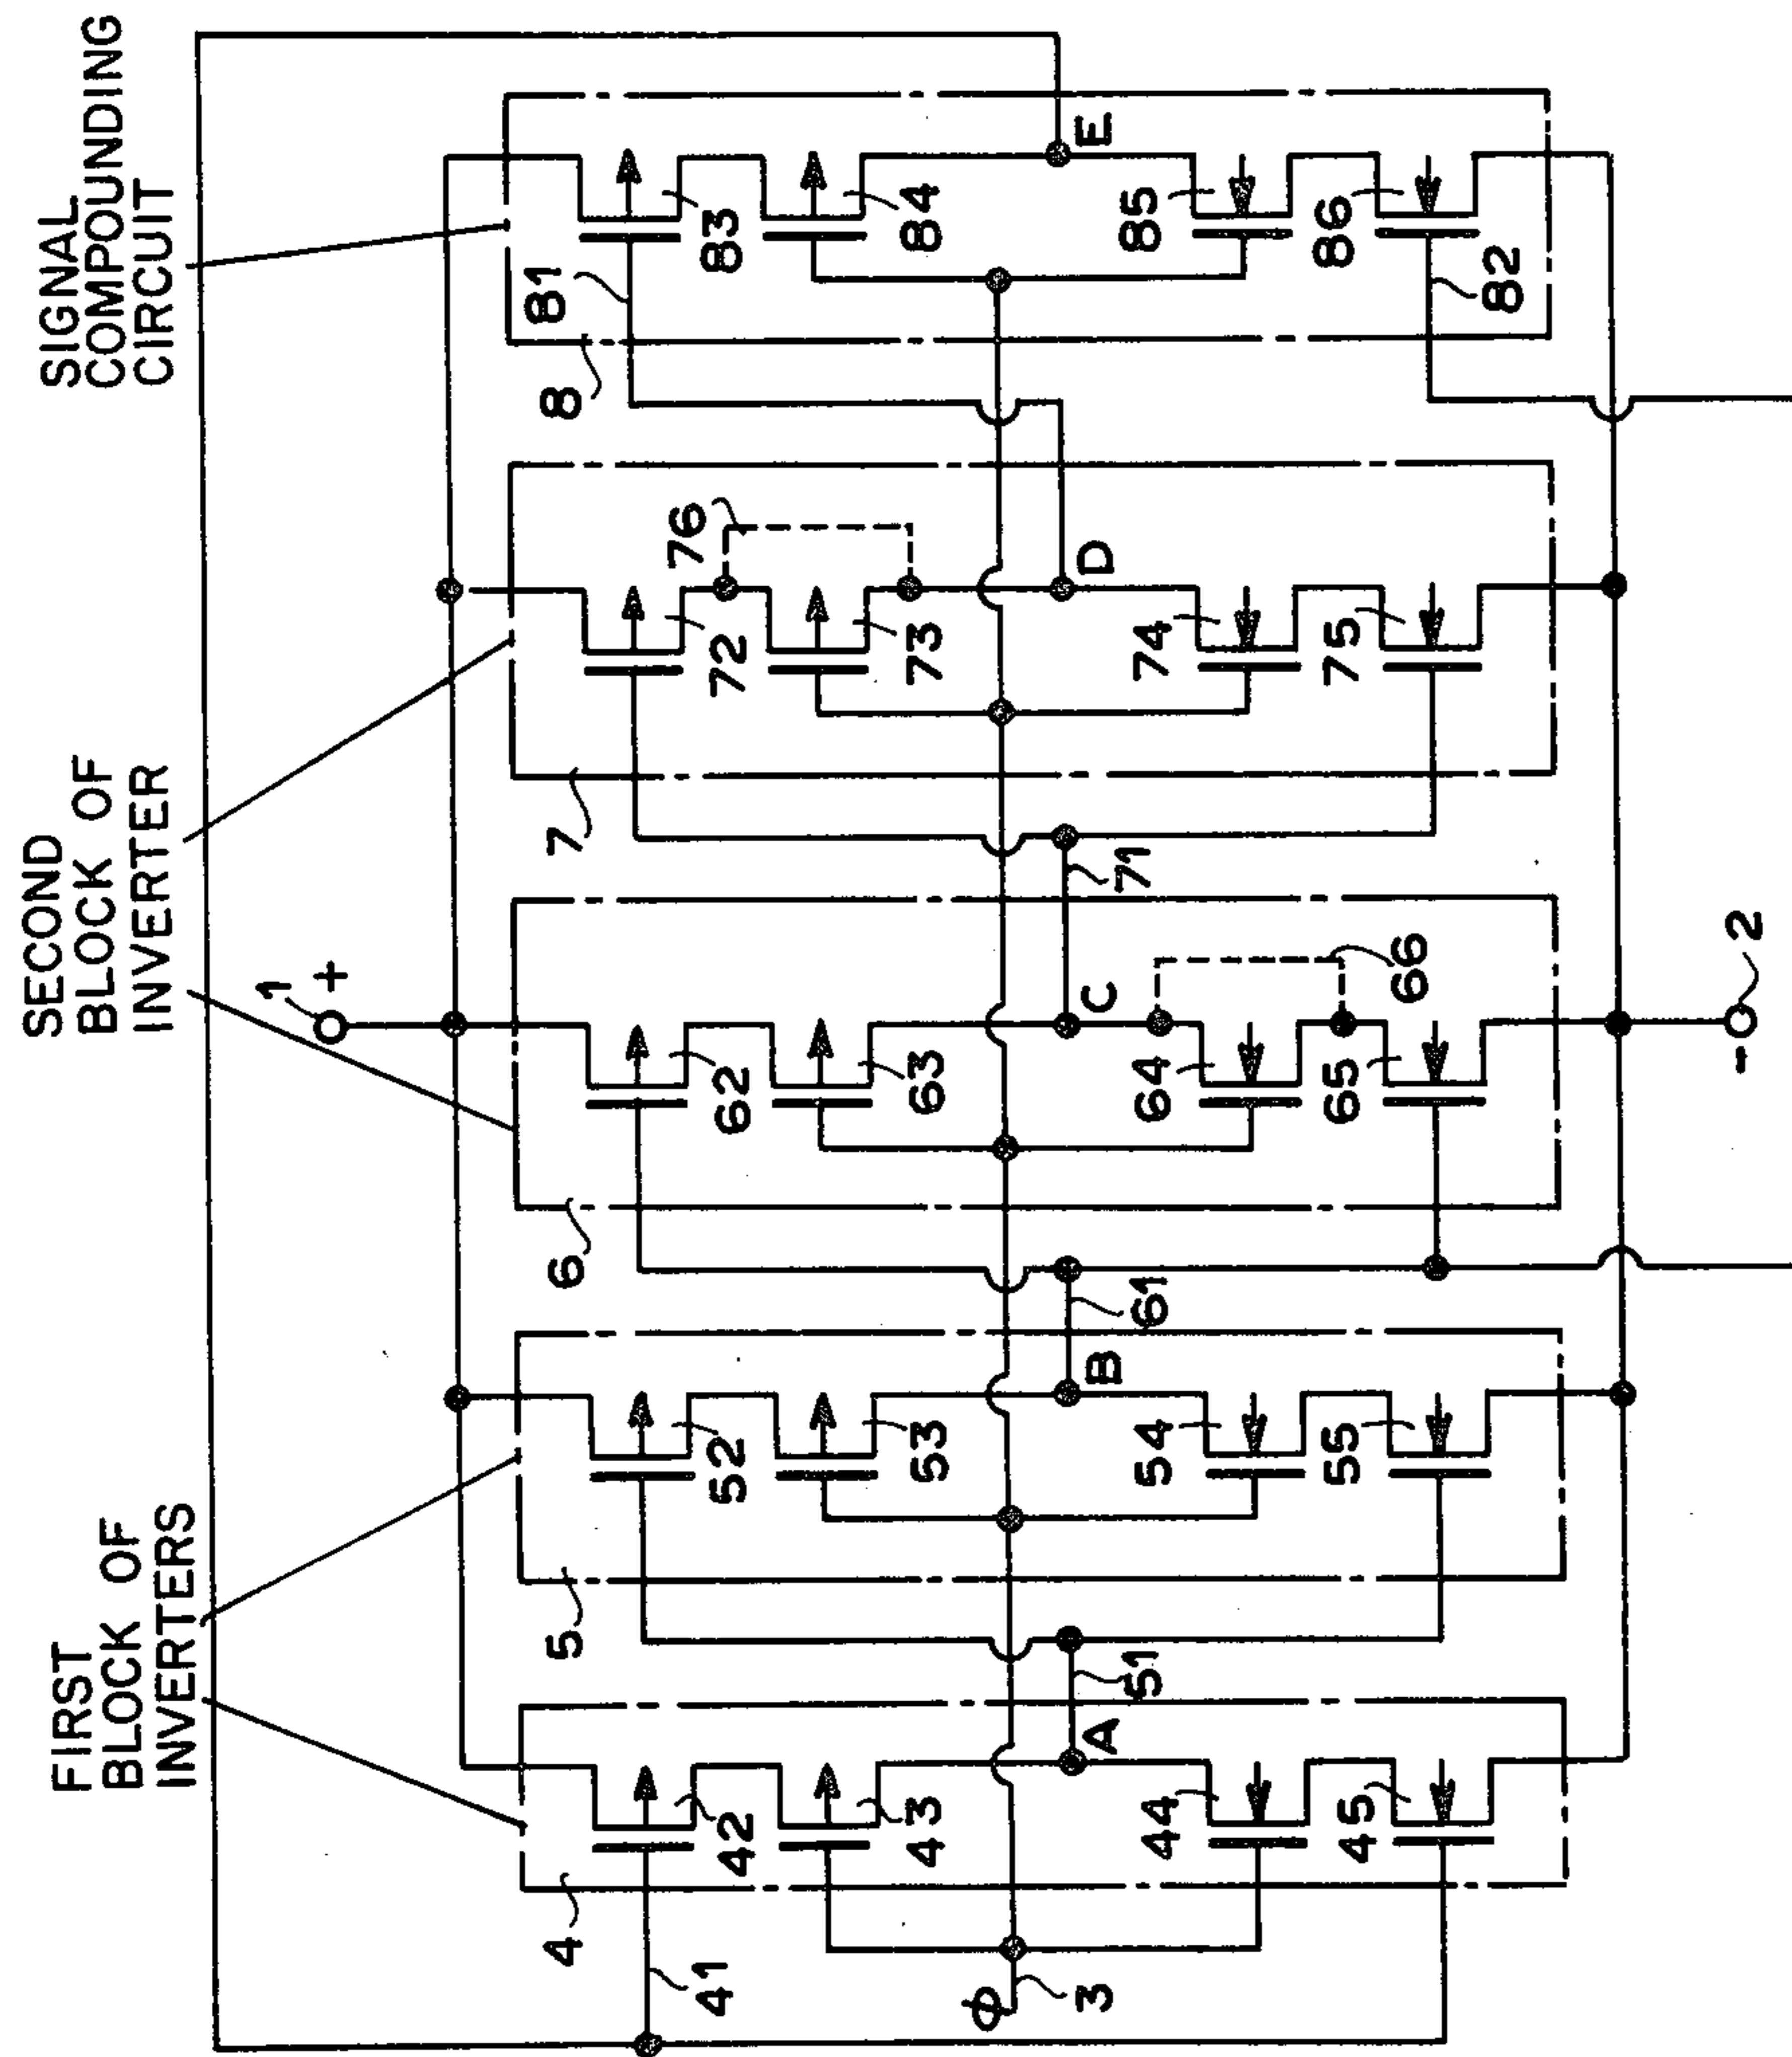 FIRST
BLOCK OF
INVERTERS
SECOND
BLOCK OF
INVERTER
SIGNAL
COMPOUNDING
CIRCUIT
1
+
4
5
6
7
8
41
42
43
44
45
A
51
52
53
54
55
B
61
62
63
64
65
66
C
71
72
73
74
75
76
D
81
82
83
84
85
86
E
Φ
3
-
2